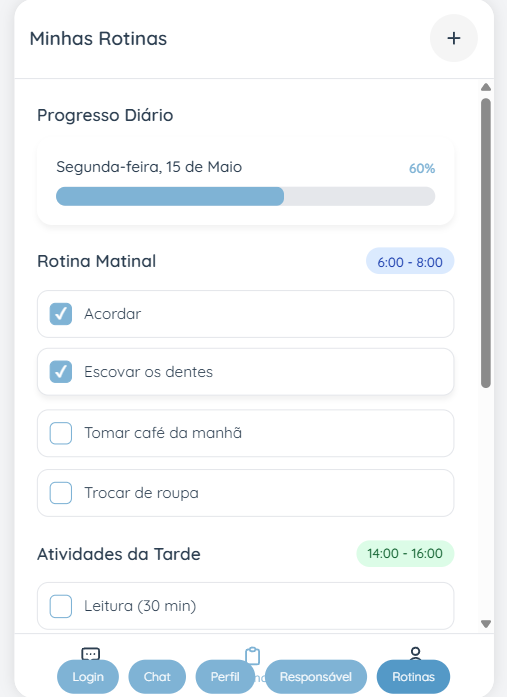 Minhas Rotinas
+
Progresso Diário
Segunda-feira, 15 de Maio
60%
Rotina Matinal
6:00 - 8:00
Acordar
Escovar os dentes
Tomar café da manhã
Trocar de roupa
Atividades da Tarde
14:00 - 16:00
Leitura (30 min)
Login
Chat
Perfil
Responsável
Rotinas